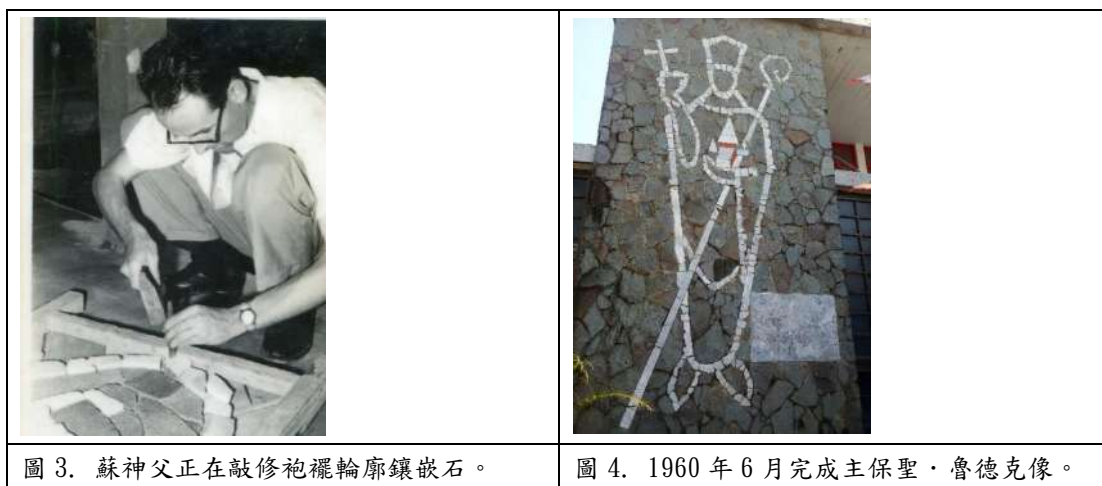 圖 3. 蘇神父正在敲修袍襬輪廓鑲嵌石。
圖 4. 1960 年 6 月完成主保聖·魯德克像。